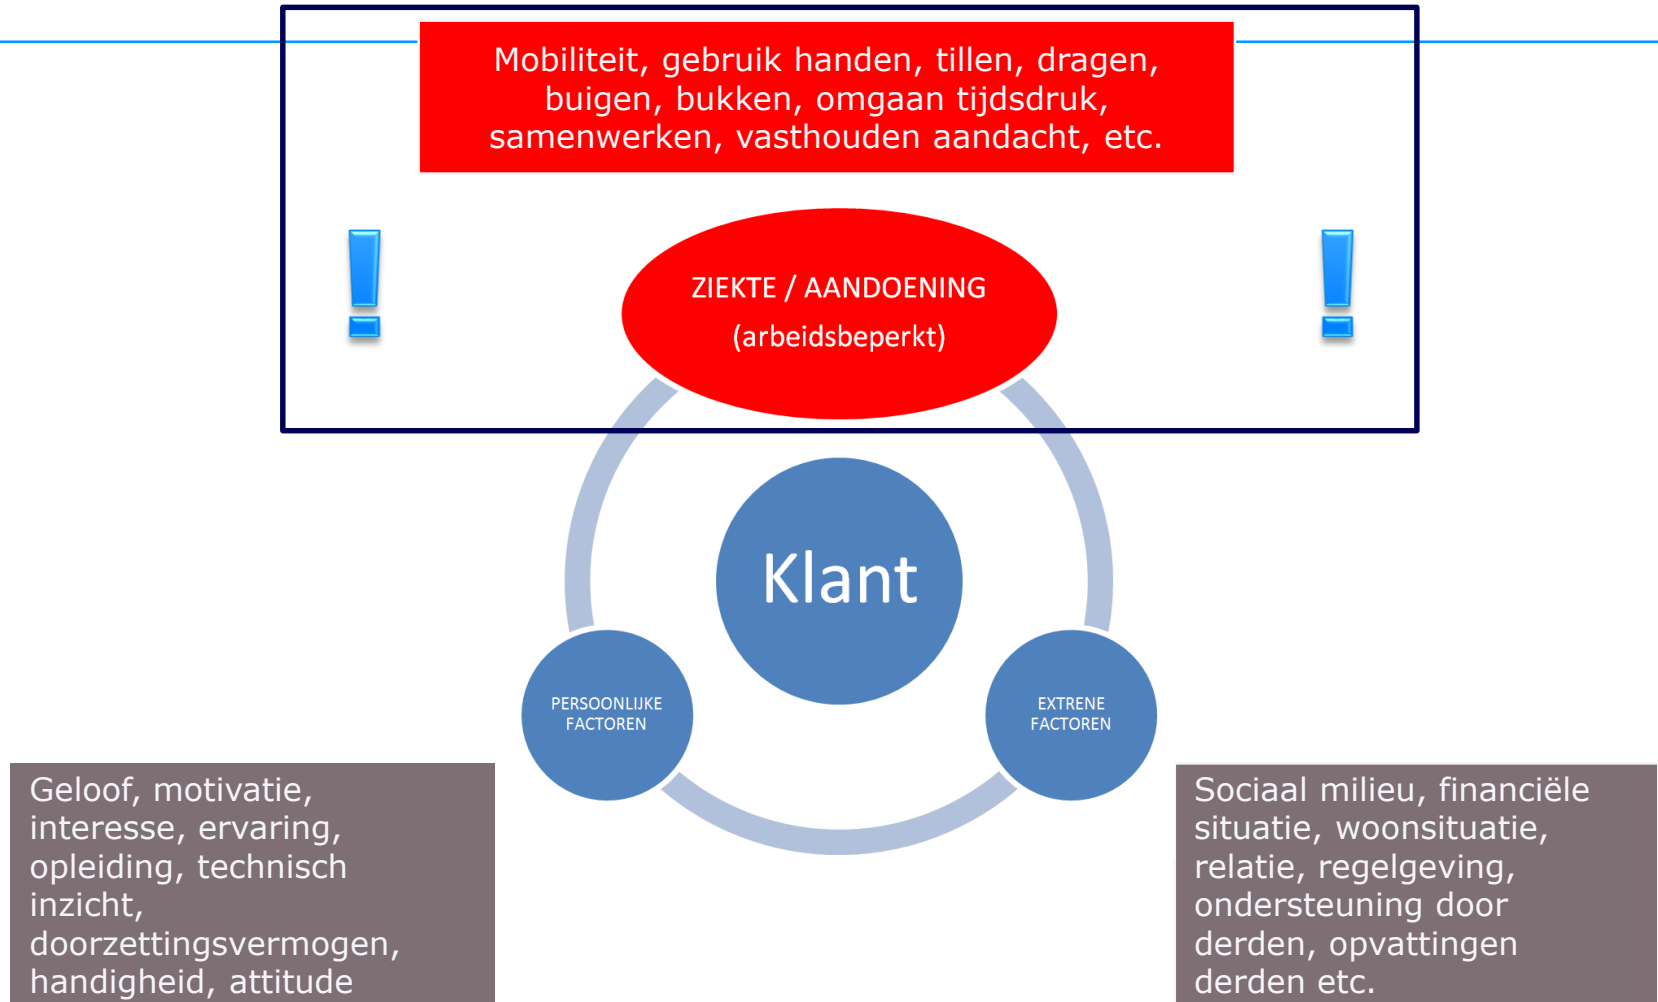 Mobiliteit, gebruik handen, tillen, dragen,
buigen, bukken, omgaan tijdsdruk,
samenwerken, vasthouden aandacht, etc.
!
!
ZIEKTE / AANDOENING
(arbeidsbeperkt)
Klant
PERSOONLIJKE
FACTOREN
EXTRENE
FACTOREN
Geloof, motivatie,
interesse, ervaring,
opleiding, technisch
inzicht,
doorzettingsvermogen,
handigheid, attitude
Sociaal milieu, financiële
situatie, woonsituatie,
relatie, regelgeving,
ondersteuning door
derden, opvattingen
derden etc.